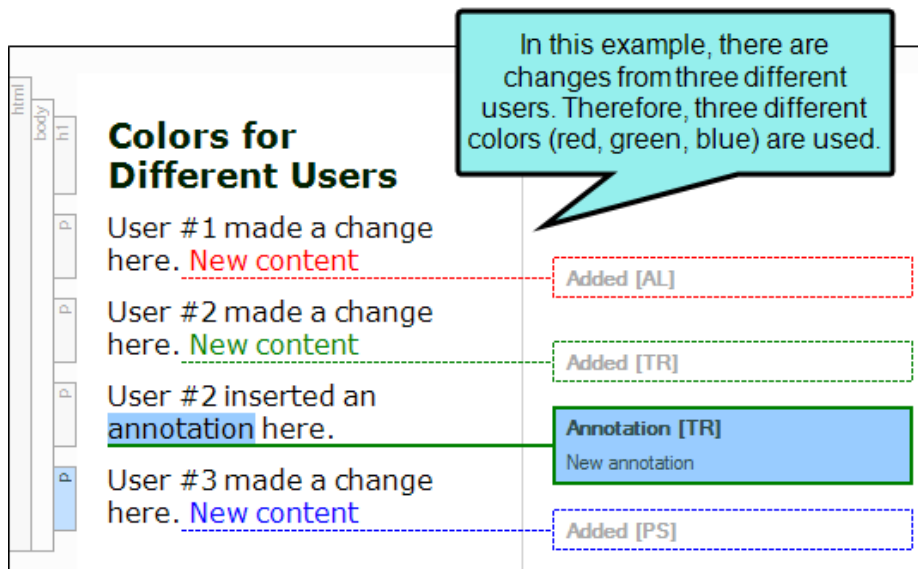 In this example, there are
changes from three different
users. Therefore, three different
colors (red, green, blue) are used.
html
body
h1
Colors for
Different Users
p
User #1 made a change
here. New content
Added [AL]
p
User #2 made a change
here. New content
Added [TR]
p
User #2 inserted an
annotation here.
Annotation [TR]
New annotation
p
User #3 made a change
here. New content
Added [PS]